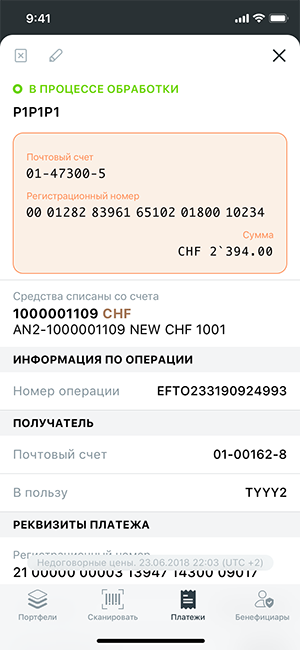 9:41
В ПРОЦЕССЕ ОБРАБОТКИ
P1P1P1
Почтовый счет
01-47300-5
Регистрационный номер
00 01282 83961 65102 01800 10234
Сумма
CHF 2`394.00
Средства списаны со счета
1000001109 CHF
AN2-1000001109 NEW CHF 1001
ИНФОРМАЦИЯ ПО ОПЕРАЦИИ
Номер операции EFTO233190924993
ПОЛУЧАТЕЛЬ
Почтовый счет 01-00162-8
В пользу TYYY2
РЕКВИЗИТЫ ПЛАТЕЖА
Регистрационный номер
Недоговорные цены. 23.06.2018 22:03 (UTC +2)
21 00000 00003 13947 14300 09017
Портфели Сканировать Платежи Бенефициары